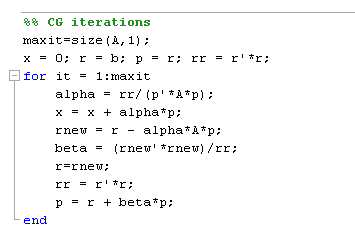 %% CG iterations
maxit=size(A,1);
x = 0; r = b; p = r; rr = r'*r;
for it = 1:maxit
    alpha = rr/(p'*A*p);
    x = x + alpha*p;
    rnew = r - alpha*A*p;
    beta = (rnew'*rnew)/rr;
    r=rnew;
    rr = r'*r;
    p = r + beta*p;
end